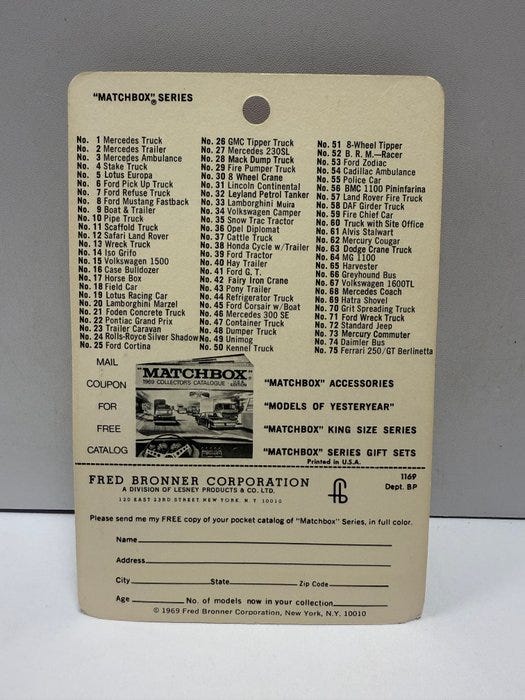 "MATCHBOX"® SERIES
No. 1 Mercedes Truck
No. 2 Mercedes Trailer
No. 3 Mercedes Ambulance
No. 4 Stake Truck
No. 5 Lotus Europa
No. 6 Ford Pick Up Truck
No. 7 Ford Refuse Truck
No. 8 Ford Mustang Fastback
No. 9 Boat & Trailer
No. 10 Pipe Truck
No. 11 Scaffold Truck
No. 12 Safari Land Rover
No. 13 Wreck Truck
No. 14 Iso Grifo
No. 15 Volkswagen 1500
No. 16 Case Bulldozer
No. 17 Horse Box
No. 18 Field Car
No. 19 Lotus Racing Car
No. 20 Lamborghini Marzel
No. 21 Foden Concrete Truck
No. 22 Pontiac Grand Prix
No. 23 Trailer Caravan
No. 24 Rolls-Royce Silver Shadow
No. 25 Ford Cortina
No. 26 GMC Tipper Truck
No. 27 Mercedes 230SL
No. 28 Mack Dump Truck
No. 29 Fire Pumper Truck
No. 30 8 Wheel Crane
No. 31 Lincoln Continental
No. 32 Leyland Petrol Tanker
No. 33 Lamborghini Muira
No. 34 Volkswagen Camper
No. 35 Snow Trac Tractor
No. 36 Opel Diplomat
No. 37 Cattle Truck
No. 38 Honda Cycle w/Trailer
No. 39 Ford Tractor
No. 40 Hay Trailer
No. 41 Ford G. T.
No. 42 Fairy Iron Crane
No. 43 Pony Trailer
No. 44 Refrigerator Truck
No. 45 Ford Corsair w/Boat
No. 46 Mercedes 300 SE
No. 47 Container Truck
No. 48 Dumper Truck
No. 49 Unimog
No. 50 Kennel Truck
No. 51 8-Wheel Tipper
No. 52 B. R. M.—Racer
No. 53 Ford Zodiac
No. 54 Cadillac Ambulance
No. 55 Police Car
No. 56 BMC 1100 Pininfarina
No. 57 Land Rover Fire Truck
No. 58 DAF Girder Truck
No. 59 Fire Chief Car
No. 60 Truck with Site Office
No. 61 Alvis Stalwart
No. 62 Mercury Cougar
No. 63 Dodge Crane Truck
No. 64 MG 1100
No. 65 Harvester
No. 66 Greyhound Bus
No. 67 Volkswagen 1600TL
No. 68 Mercedes Coach
No. 69 Hatra Shovel
No. 70 Grit Spreading Truck
No. 71 Ford Wreck Truck
No. 72 Standard Jeep
No. 73 Mercury Commuter
No. 74 Daimler Bus
No. 75 Ferrari 250/GT Berlinetta
MAIL
COUPON
FOR
FREE
CATALOG
MATCHBOX
1969 COLLECTOR'S CATALOGUE
"MATCHBOX" ACCESSORIES
"MODELS OF YESTERYEAR"
"MATCHBOX" KING SIZE SERIES
"MATCHBOX" SERIES GIFT SETS
Printed in U.S.A.
FRED BRONNER CORPORATION
A DIVISION OF LESNEY PRODUCTS & CO. LTD.
120 EAST 23RD STREET, NEW YORK, N. Y. 10010
1169
Dept. BP
Please send me my FREE copy of your pocket catalog of "Matchbox" Series, in full color.
Name
Address
City State Zip Code
Age No. of models now in your collection
© 1969 Fred Bronner Corporation, New York, N.Y. 10010